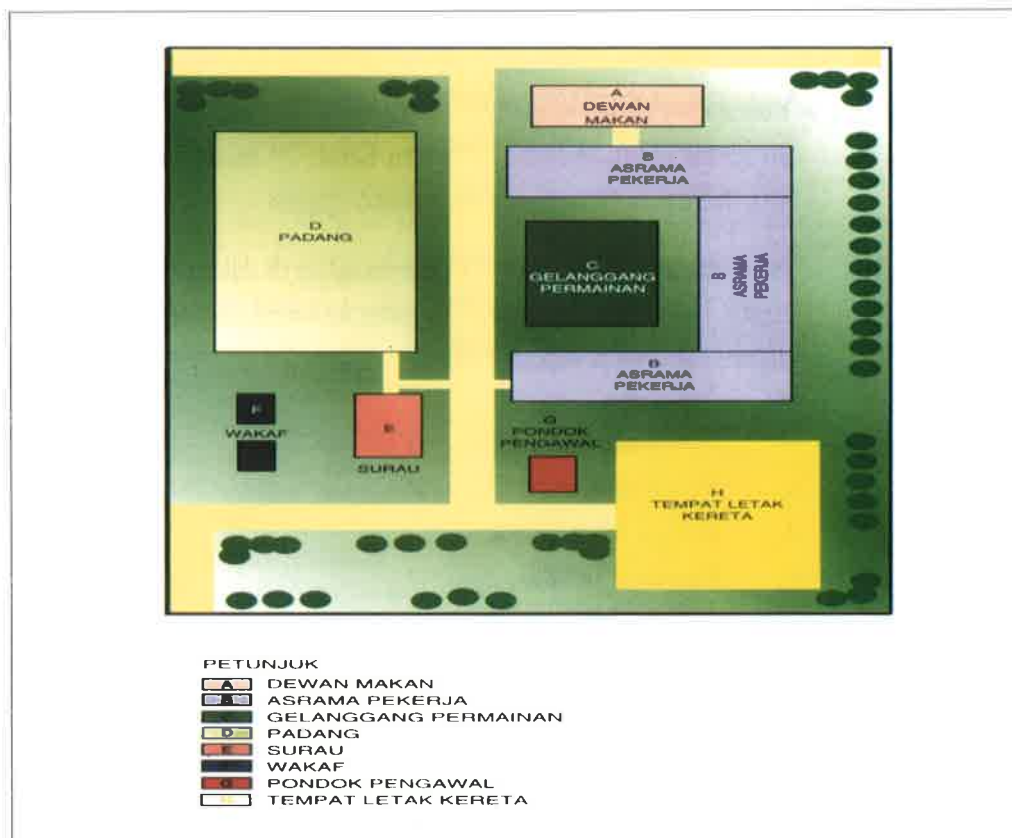 A
DEWAN
MAKAN
B
ASRAMA
PEKERJA
D
PADANG
C
GELANGGANG
PERMAINAN
B
ASRAMA
PEKERJA
B
ASRAMA
PEKERJA
F
WAKAF
E
SURAU
G
PONDOK
PENGAWAL
H
TEMPAT LETAK
KERETA
PETUNJUK
A DEWAN MAKAN
B ASRAMA PEKERJA
GELANGGANG PERMAINAN
D PADANG
E SURAU
WAKAF
G PONDOK PENGAWAL
H TEMPAT LETAK KERETA